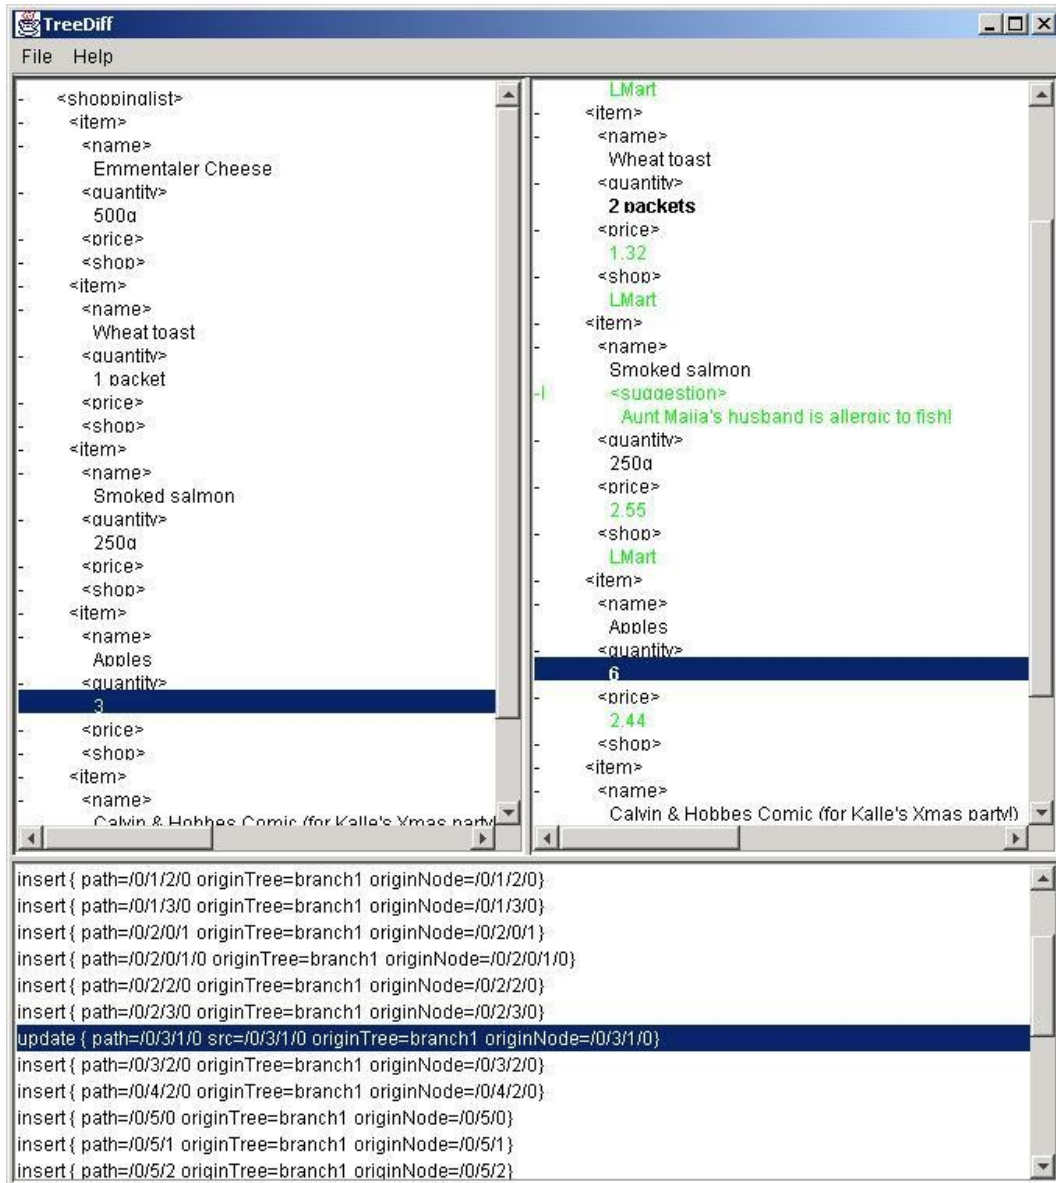 TreeDiff
File Help
- <shoppinglist>
- <item>
- <name>
Emmentaler Cheese
- <quantity>
500g
- <price>
- <shop>
- <item>
- <name>
Wheat toast
- <quantity>
1 packet
- <price>
- <shop>
- <item>
- <name>
Smoked salmon
- <quantity>
250g
- <price>
- <shop>
- <item>
- <name>
Apples
- <quantity>
3
- <price>
- <shop>
- <item>
- <name>
Calvin & Hobbes Comic (for Kalle's Xmas party!
LMart
- <item>
- <name>
Wheat toast
- <quantity>
2 packets
- <price>
1.32
- <shop>
LMart
- <item>
- <name>
Smoked salmon
-I <suggestion>
Aunt Maija's husband is allergic to fish!
- <quantity>
250g
- <price>
2.55
- <shop>
LMart
- <item>
- <name>
Apples
- <quantity>
6
- <price>
2.44
- <shop>
- <item>
- <name>
Calvin & Hobbes Comic (for Kalle's Xmas party!)
insert { path=/0/1/2/0 originTree=branch1 originNode=/0/1/2/0}
insert { path=/0/1/3/0 originTree=branch1 originNode=/0/1/3/0}
insert { path=/0/2/0/1 originTree=branch1 originNode=/0/2/0/1}
insert { path=/0/2/0/1/0 originTree=branch1 originNode=/0/2/0/1/0}
insert { path=/0/2/2/0 originTree=branch1 originNode=/0/2/2/0}
insert { path=/0/2/3/0 originTree=branch1 originNode=/0/2/3/0}
update { path=/0/3/1/0 src=/0/3/1/0 originTree=branch1 originNode=/0/3/1/0}
insert { path=/0/3/2/0 originTree=branch1 originNode=/0/3/2/0}
insert { path=/0/4/2/0 originTree=branch1 originNode=/0/4/2/0}
insert { path=/0/5/0 originTree=branch1 originNode=/0/5/0}
insert { path=/0/5/1 originTree=branch1 originNode=/0/5/1}
insert { path=/0/5/2 originTree=branch1 originNode=/0/5/2}